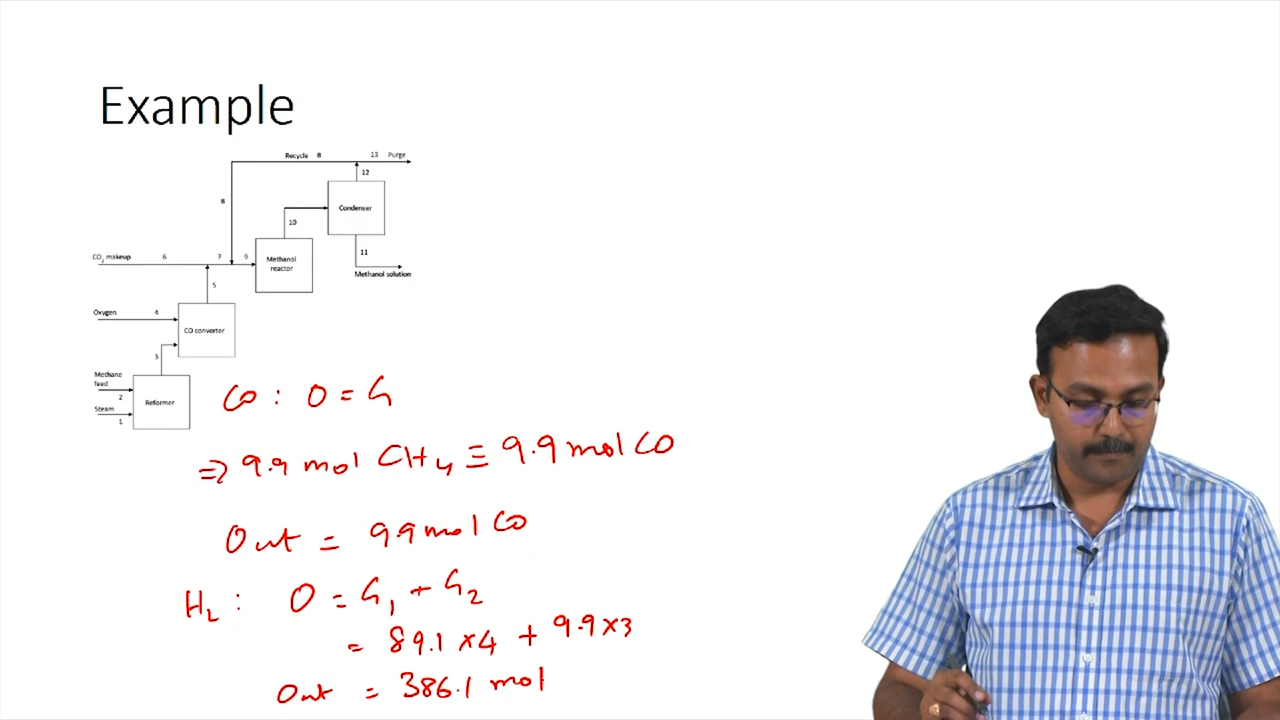 Example
Recycle 8
13 Purge
12
8
Condenser
10
11
Methanol solution
CO2 makeup 6 7 9
Methanol reactor
5
Oxygen 4
CO converter
3
Methane feed
2
Steam
1
Reformer
CO : O = G
⇒ 9.9 mol CH4 ≡ 9.9 mol CO
Out = 9.9 mol CO
H2 : O = G1 + G2
= 89.1 × 4 + 9.9 × 3
Out = 386.1 mol